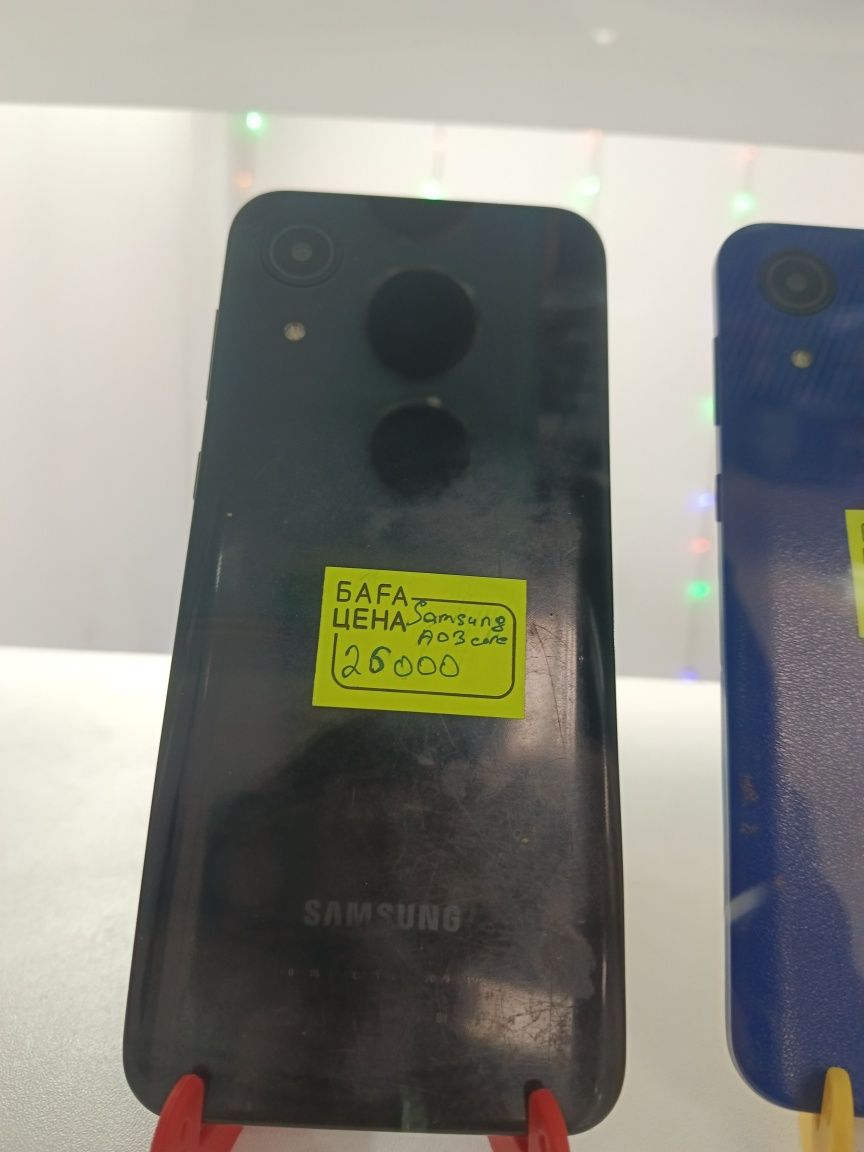 БАҒА
ЦЕНА
Samsung
A03 core
26000
SAMSUNG